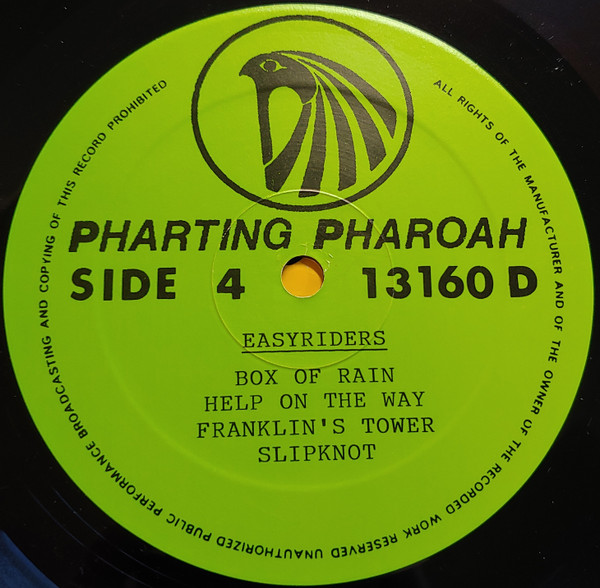 PHARTING PHAROAH
SIDE 4 13160 D
EASYRIDERS
BOX OF RAIN
HELP ON THE WAY
FRANKLIN'S TOWER
SLIPKNOT
ALL RIGHTS OF THE MANUFACTURER AND OF THE OWNER OF THE RECORDED WORK RESERVED UNAUTHORIZED PUBLIC PERFORMANCE BROADCASTING AND COPYING OF THIS RECORD PROHIBITED